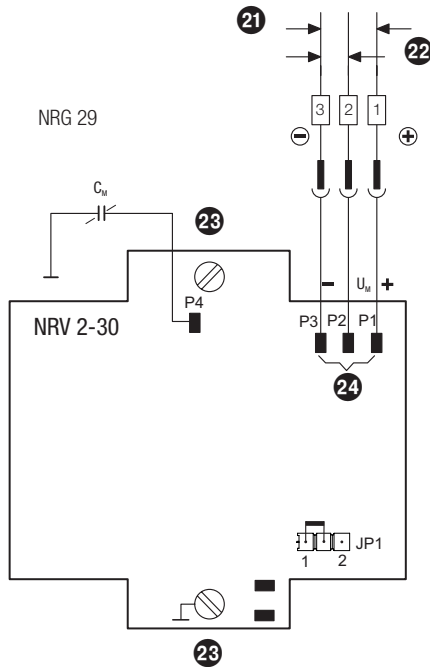 21
22
3 2 1
NRG 29
− +
C_M
23
− U_M +
P4
NRV 2-30
P3 P2 P1
24
JP1
1 2
23